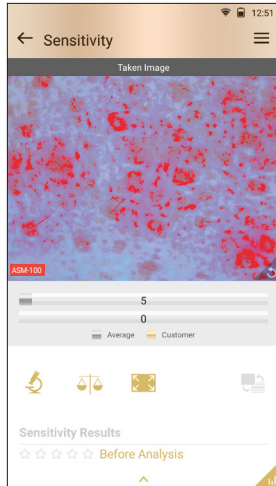 12:51
Sensitivity
Taken Image
ASM-100
5
0
Average Customer
Sensitivity Results
Before Analysis